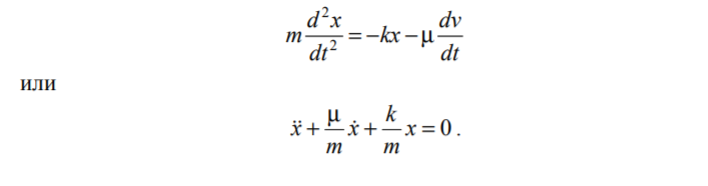 m d²x/dt² = −kx − μ dv/dt
или
ẍ + μ/m ẋ + k/m x = 0 .